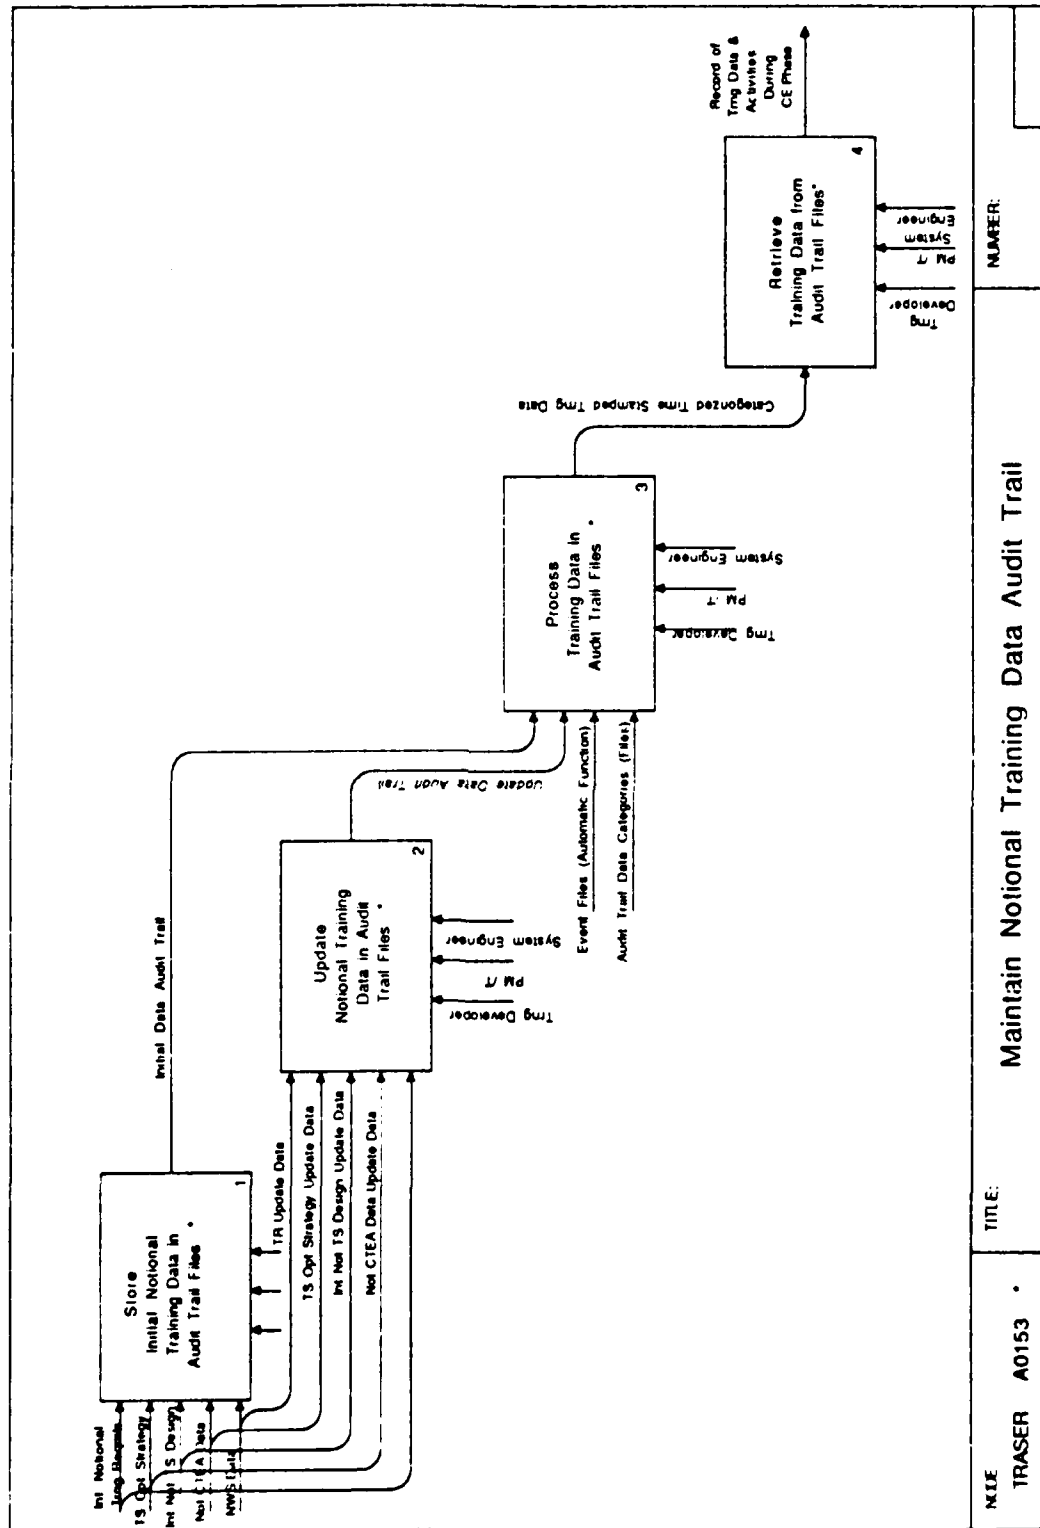 Int Notional
Trng Reqmts
TS Opt Strategy
Int Not TS Design
Not CTEA Data
NWS Data
Store
Initial Notional
Training Data in
Audit Trail Files *
1
Initial Data Audit Trail
TR Update Data
TS Opt Strategy Update Data
Int Not TS Design Update Data
Not CTEA Data Update Data
Update
Notional Training
Data in Audit
Trail Files *
2
Trng Developer
PM /T
System Engineer
Update Data Audit Trail
Event Files (Automatic Function)
Audit Trail Data Categories (Files)
Process
Training Data in
Audit Trail Files *
3
Trng Developer
PM /T
System Engineer
Categorized Time Stamped Trng Data
Retrieve
Training Data from
Audit Trail Files*
4
Trng
Developer
PM /T
System
Engineer
Record of
Trng Data &
Activities
During
CE Phase
NODE
TRASER A0153 *
TITLE:
Maintain Notional Training Data Audit Trail
NUMBER: